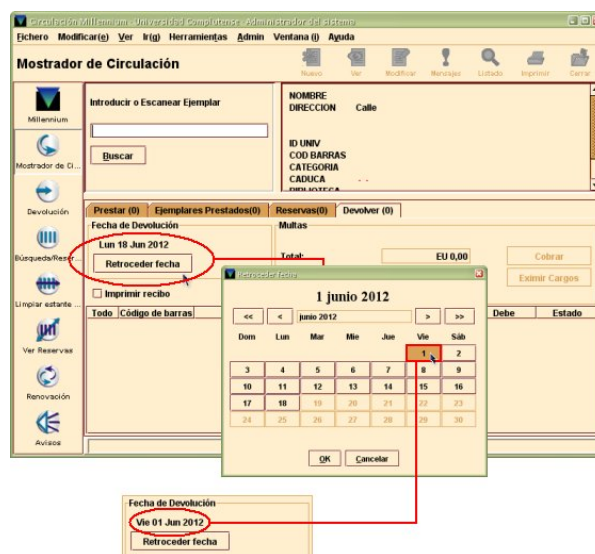 Circulación Millennium - Universidad Complutense - Administrador del sistema
Fichero Modificar(e) Ver Ir(g) Herramientas Admin Ventana (i) Ayuda
Mostrador de Circulación
Nuevo Ver Modificar Mensajes Listado Imprimir Cerrar
Millennium
Mostrador de Ci...
Devolución
Búsqueda/Reser...
Limpiar estante ...
Ver Reservas
Renovación
Avisos
Introducir o Escanear Ejemplar
Buscar
NOMBRE
DIRECCION Calle
ID UNIV
COD BARRAS
CATEGORIA
CADUCA - -
BIBLIOTECA
Prestar (0) Ejemplares Prestados(0) Reservas(0) Devolver (0)
Fecha de Devolución
Lun 18 Jun 2012
Retroceder fecha
Imprimir recibo
Multas
Total: EU 0,00
Cobrar
Eximir Cargos
Todo Código de barras Debe Estado
Retroceder fecha
1 junio 2012
<< < junio 2012 > >>
Dom Lun Mar Mie Jue Vie Sáb
1 2
3 4 5 6 7 8 9
10 11 12 13 14 15 16
17 18 19 20 21 22 23
24 25 26 27 28 29 30
OK Cancelar
Fecha de Devolución
Vie 01 Jun 2012
Retroceder fecha